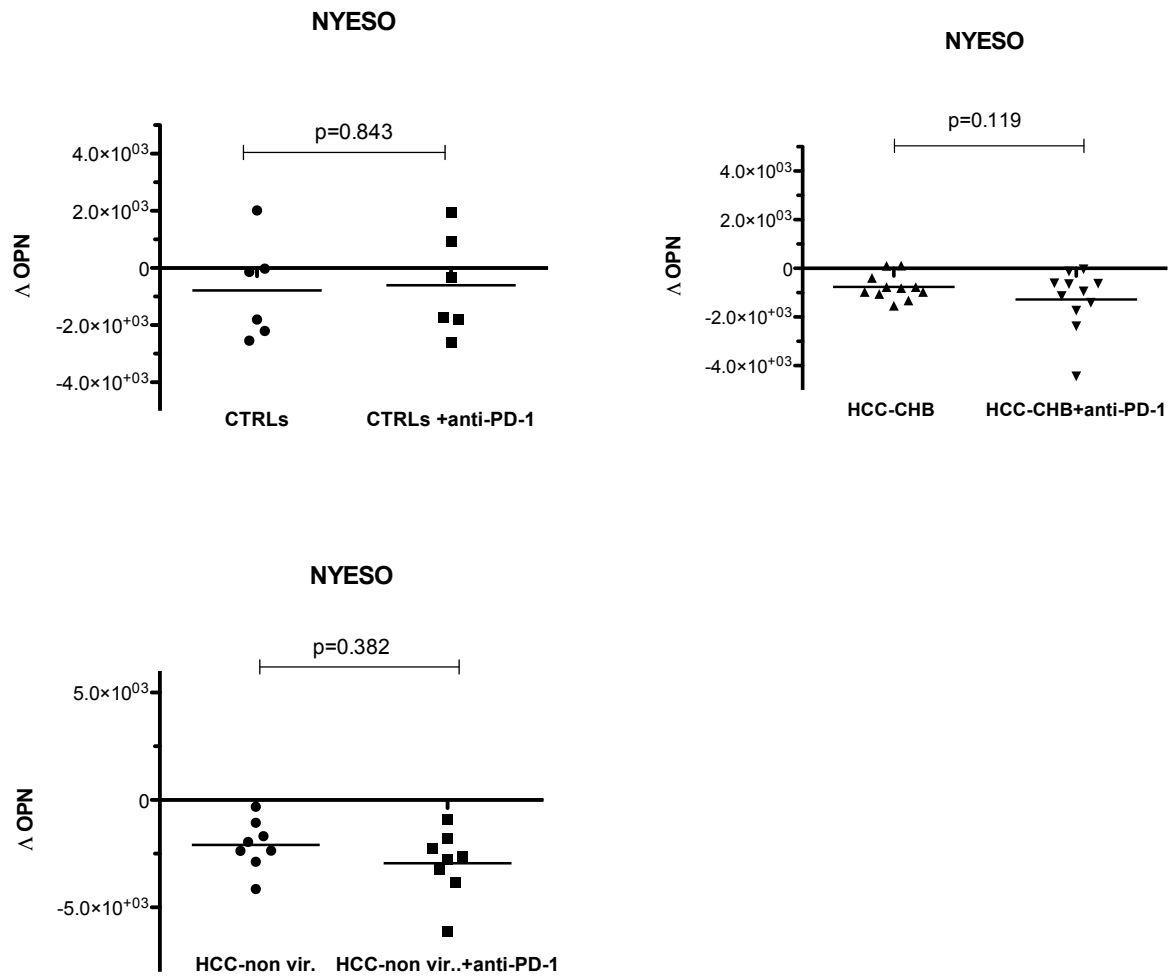 NYESO
p=0.843
4.0×10⁰³
2.0×10⁰³
0
-2.0×10⁺⁰³
-4.0×10⁺⁰³
Λ OPN
CTRLs
CTRLs +anti-PD-1
NYESO
p=0.119
4.0×10⁰³
2.0×10⁰³
0
-2.0×10⁺⁰³
-4.0×10⁺⁰³
Λ OPN
HCC-CHB
HCC-CHB+anti-PD-1
NYESO
p=0.382
5.0×10⁰³
0
-5.0×10⁺⁰³
Λ OPN
HCC-non vir.
HCC-non vir..+anti-PD-1